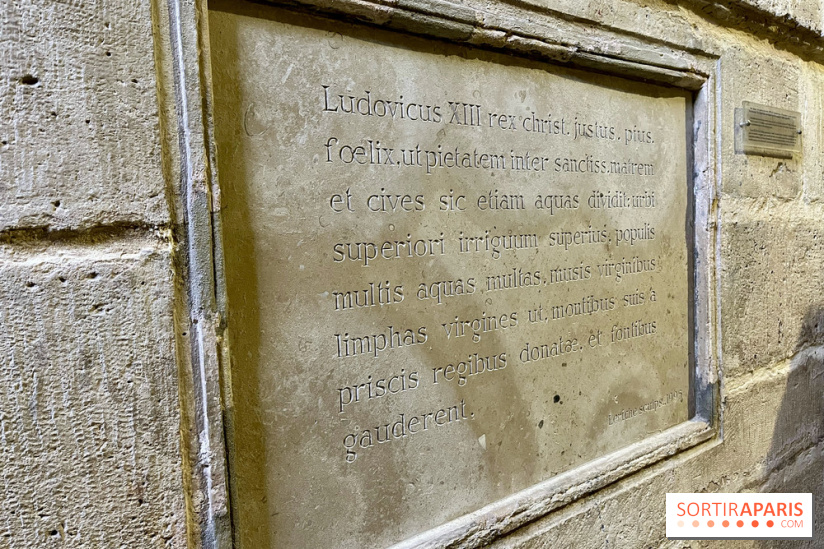 Ludovicus XIII rex christ. justus. pius.
fœlix. ut pietatem inter sanctiss. matrem
et cives sic etiam aquas dividit: urbi
superiori irriguum superius. populis
multis aquas multas. musis virginibus
limphas virgines ut. montibus suis a
priscis regibus donatæ. et fontibus
gauderent.
SORTIRAPARIS
.COM